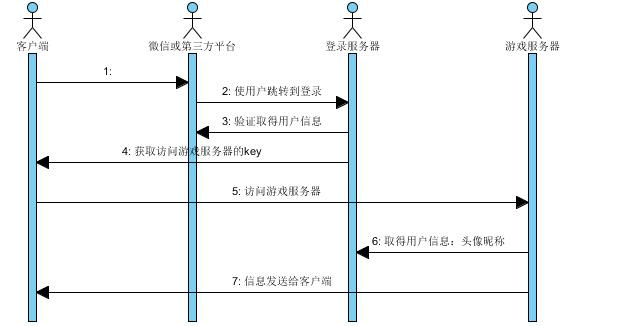 客户端
微信或第三方平台
登录服务器
游戏服务器
1:
2: 使用户跳转到登录
3: 验证取得用户信息
4: 获取访问游戏服务器的key
5: 访问游戏服务器
6: 取得用户信息：头像昵称
7: 信息发送给客户端